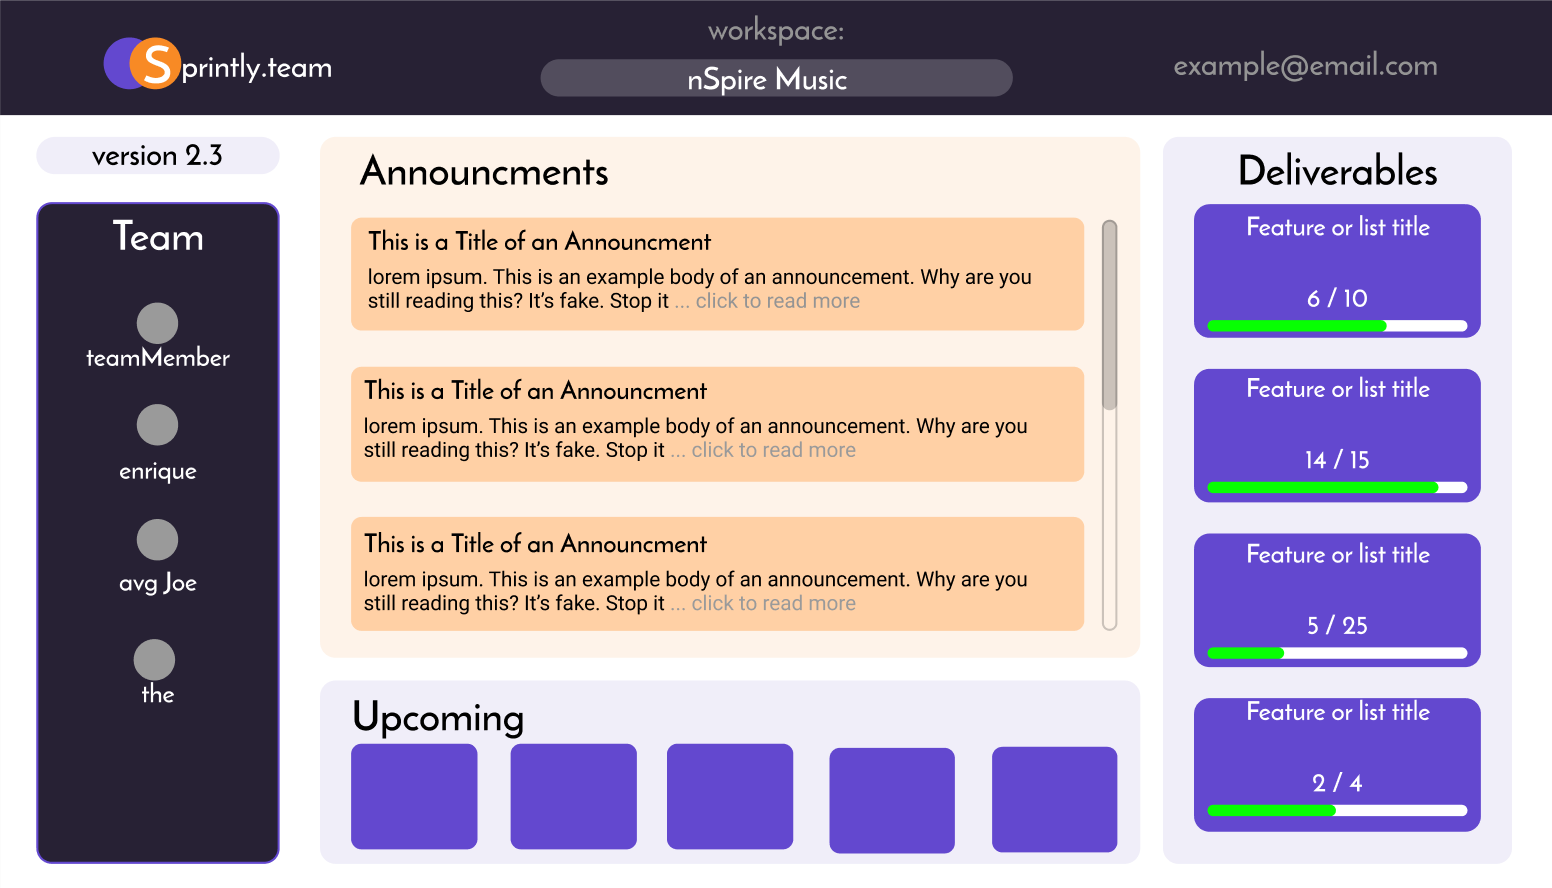 Sprintly.team
workspace:
nSpire Music
example@email.com
version 2.3
Team
teamMember
enrique
avg Joe
the
Announcments
This is a Title of an Announcment
lorem ipsum. This is an example body of an announcement. Why are you
still reading this? It's fake. Stop it ... click to read more
This is a Title of an Announcment
lorem ipsum. This is an example body of an announcement. Why are you
still reading this? It's fake. Stop it ... click to read more
This is a Title of an Announcment
lorem ipsum. This is an example body of an announcement. Why are you
still reading this? It's fake. Stop it ... click to read more
Upcoming
Deliverables
Feature or list title
6 / 10
Feature or list title
14 / 15
Feature or list title
5 / 25
Feature or list title
2 / 4